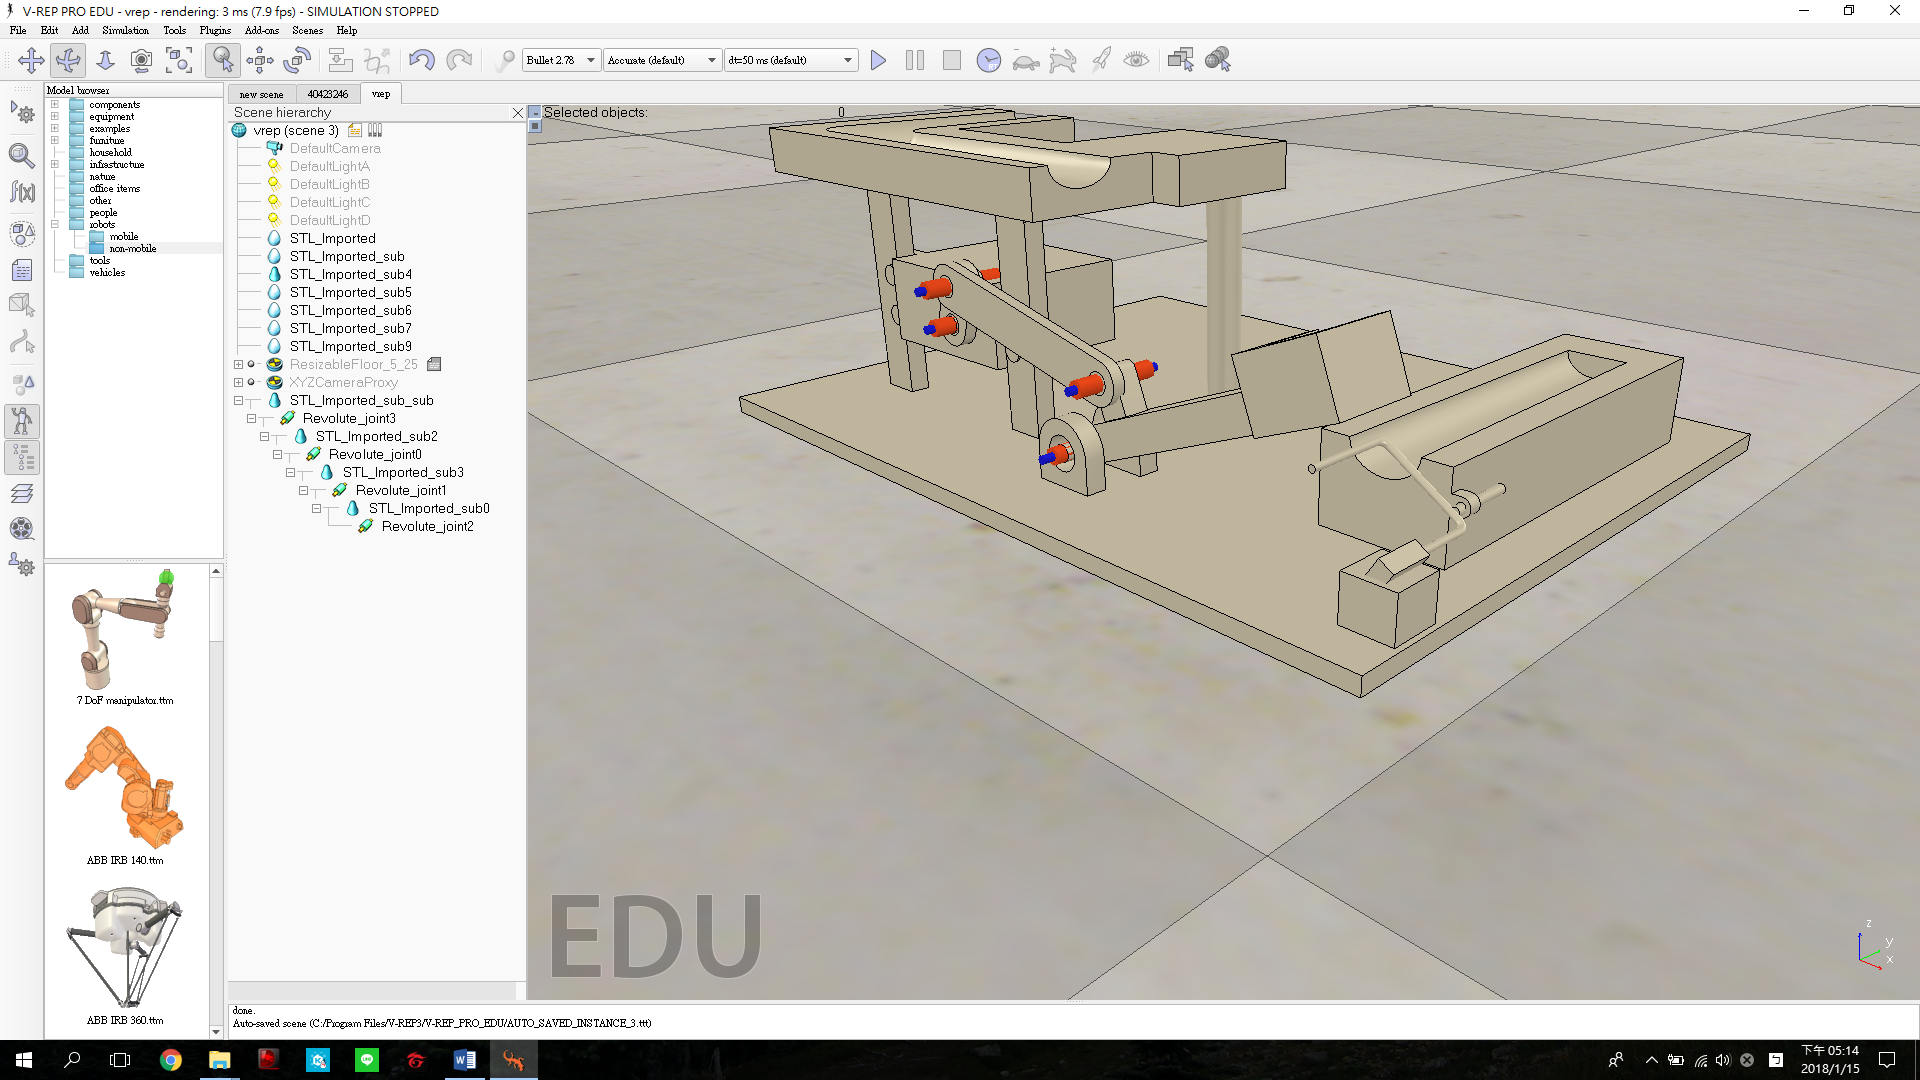 V-REP PRO EDU - vrep - rendering: 3 ms (7.9 fps) - SIMULATION STOPPED
File Edit Add Simulation Tools Plugins Add-ons Scenes Help
Bullet 2.78 Accurate (default) dt=50 ms (default)
Model browser
components
equipment
examples
furniture
household
infrastructure
nature
office items
other
people
robots
mobile
non-mobile
tools
vehicles
7 DoF manipulator.ttm
ABB IRB 140.ttm
ABB IRB 360.ttm
new scene 40423246 vrep
Scene hierarchy
vrep (scene 3)
DefaultCamera
DefaultLightA
DefaultLightB
DefaultLightC
DefaultLightD
STL_Imported
STL_Imported_sub
STL_Imported_sub4
STL_Imported_sub5
STL_Imported_sub6
STL_Imported_sub7
STL_Imported_sub9
ResizableFloor_5_25
XYZCameraProxy
STL_Imported_sub_sub
Revolute_joint3
STL_Imported_sub2
Revolute_joint0
STL_Imported_sub3
Revolute_joint1
STL_Imported_sub0
Revolute_joint2
Selected objects: 0
EDU
z
y
x
done.
Auto-saved scene (C:/Program Files/V-REP3/V-REP_PRO_EDU/AUTO_SAVED_INSTANCE_3.ttt)
下午 05:14
2018/1/15